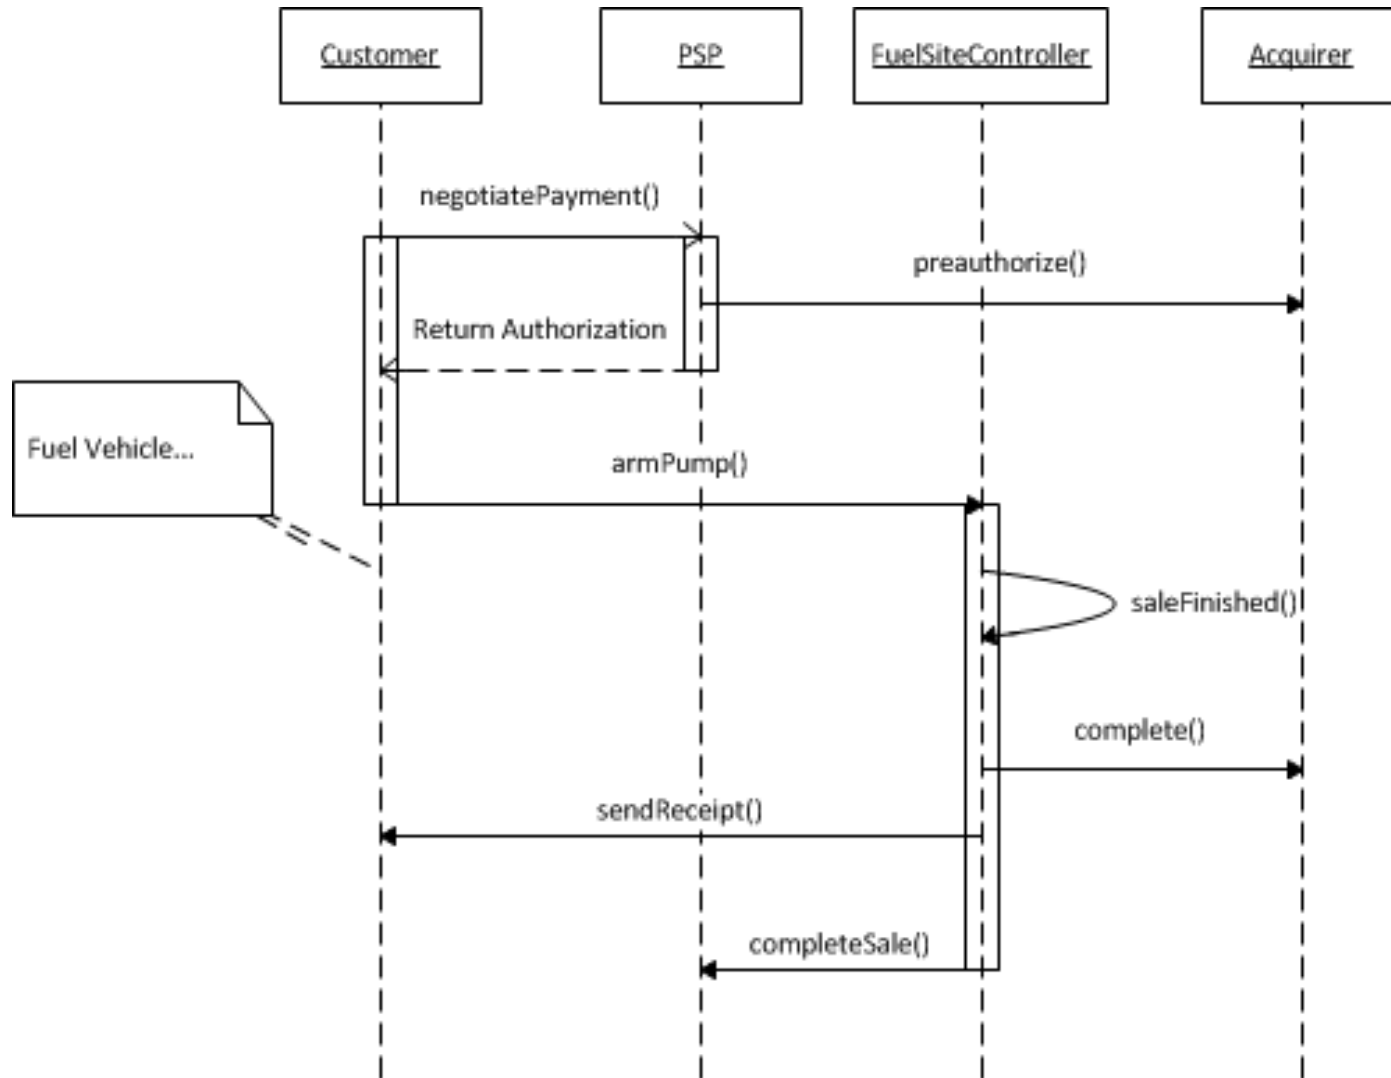 Customer
PSP
FuelSiteController
Acquirer
negotiatePayment()
preauthorize()
Return Authorization
Fuel Vehicle...
armPump()
saleFinished()
complete()
sendReceipt()
completeSale()